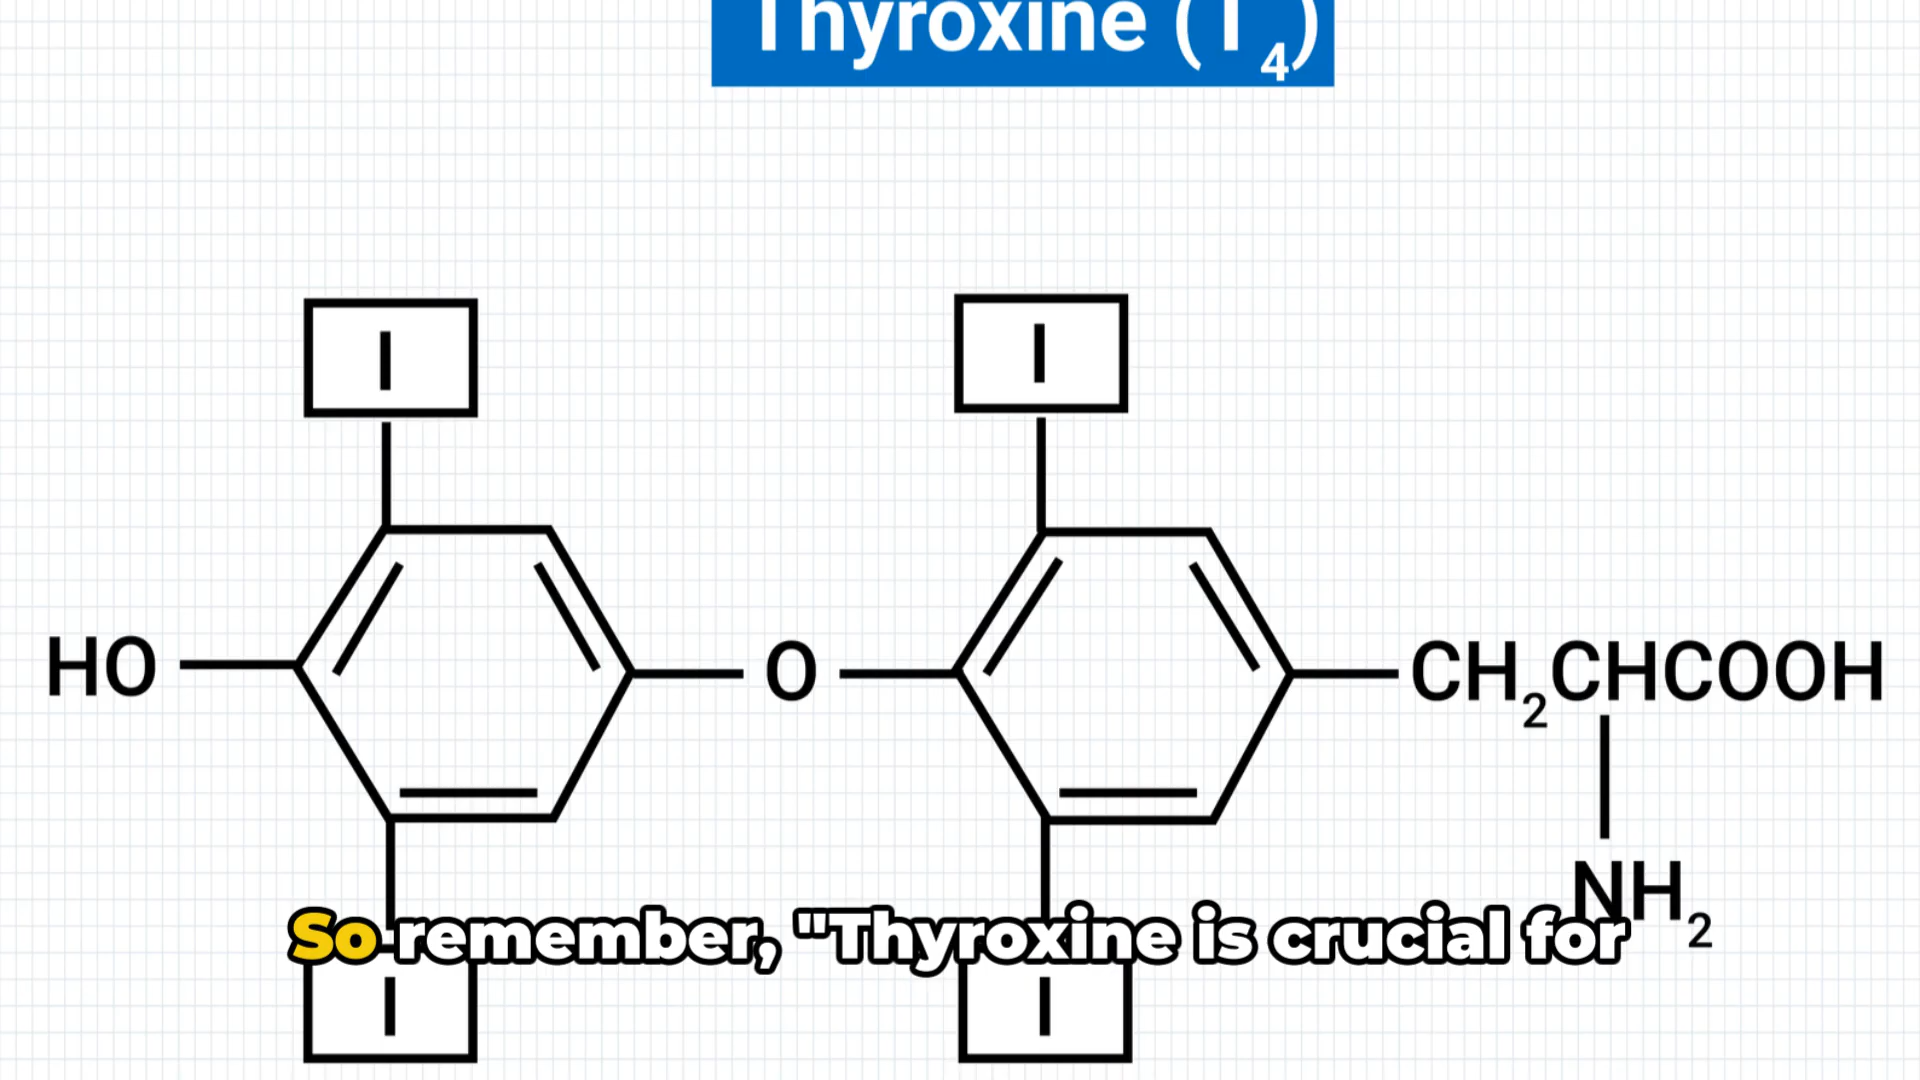 Thyroxine (T4)
I
I
HO
O
CH2CHCOOH
NH2
So remember, "Thyroxine is crucial for
I
I